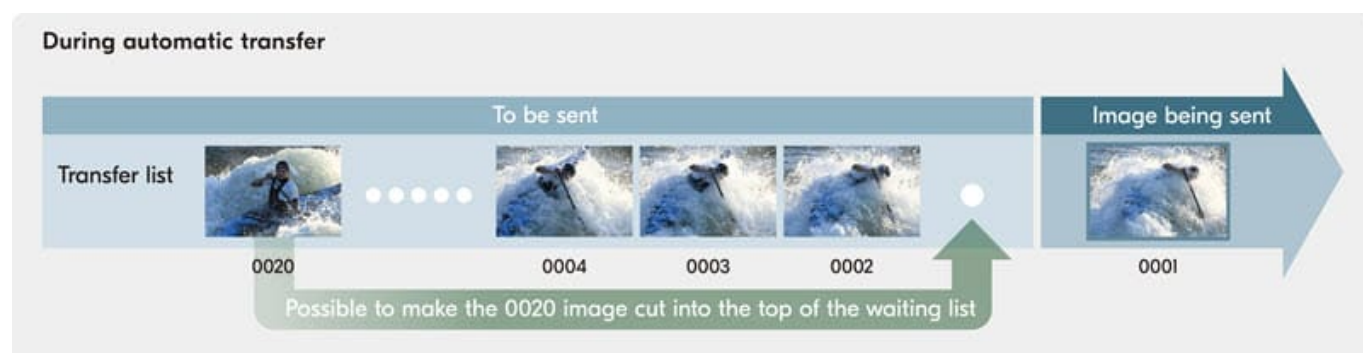 During automatic transfer
To be sent
Image being sent
Transfer list
0020
0004
0003
0002
0001
Possible to make the 0020 image cut into the top of the waiting list